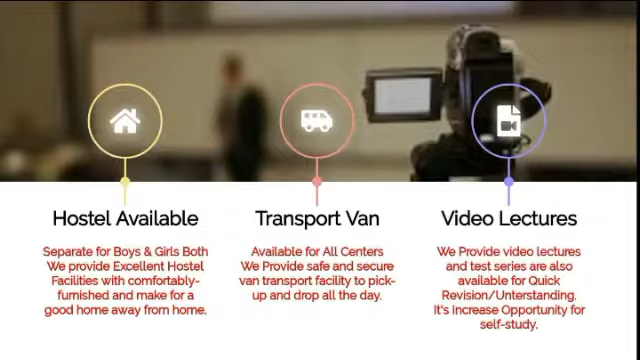 Hostel Available
Separate for Boys & Girls Both
We provide Excellent Hostel
Facilities with comfortably-
furnished and make for a
good home away from home.
Transport Van
Available for All Centers
We Provide safe and secure
van transport facility to pick-
up and drop all the day.
Video Lectures
We Provide video lectures
and test series are also
available for Quick
Revision/Unterstanding.
It's Increase Opportunity for
self-study.